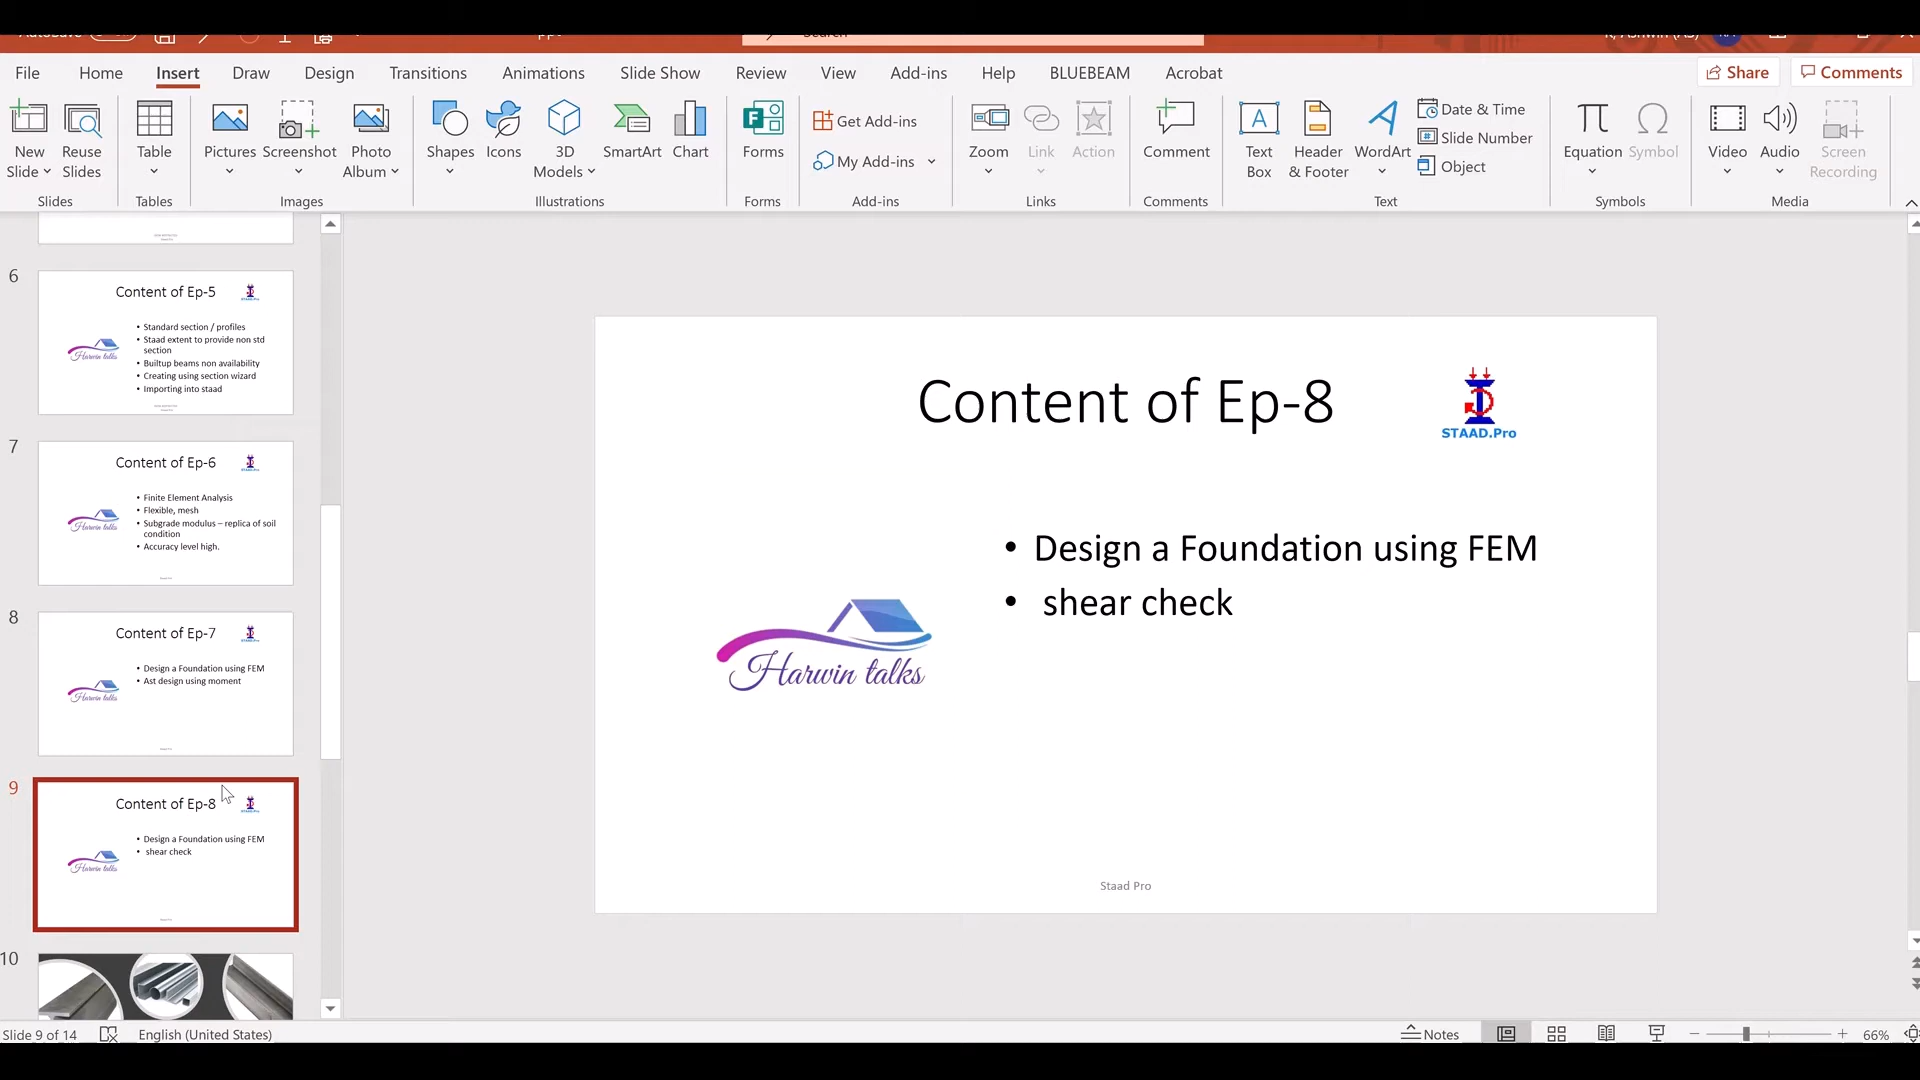 File Home Insert Draw Design Transitions Animations Slide Show Review View Add-ins Help BLUEBEAM Acrobat Share Comments
New Slide
Reuse Slides
Table
Pictures
Screenshot
Photo Album
Shapes
Icons
3D Models
SmartArt
Chart
Forms
Get Add-ins
My Add-ins
Zoom
Link
Action
Comment
Text Box
Header & Footer
WordArt
Date & Time
Slide Number
Object
Equation
Symbol
Video
Audio
Screen Recording
Slides Tables Images Illustrations Forms Add-ins Links Comments Text Symbols Media
6
Content of Ep-5
• Standard section / profiles
• Staad extent to provide non std
section
• Builtup beams non availability
• Creating using section wizard
• Importing into staad
Harwin talks
7
Content of Ep-6
• Finite Element Analysis
• Flexible, mesh
• Subgrade modulus – replica of soil
condition
• Accuracy level high.
Harwin talks
8
Content of Ep-7
• Design a Foundation using FEM
• Ast design using moment
Harwin talks
9
Content of Ep-8
• Design a Foundation using FEM
• shear check
Harwin talks
10
Content of Ep-8
STAAD.Pro
• Design a Foundation using FEM
• shear check
Harwin talks
Staad Pro
Slide 9 of 14 English (United States) Notes 66%